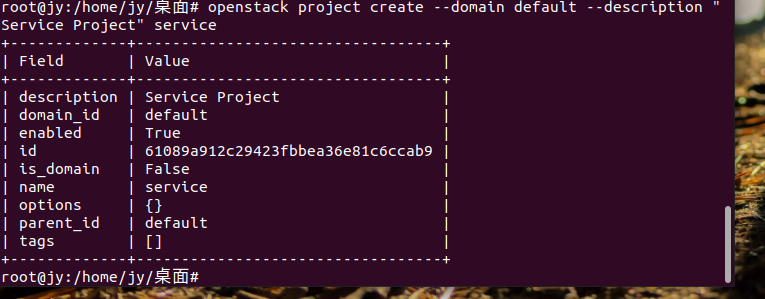 root@jy:/home/jy/桌面# openstack project create --domain default --description "
Service Project" service
+-------------+----------------------------------+
| Field       | Value                            |
+-------------+----------------------------------+
| description | Service Project                  |
| domain_id   | default                          |
| enabled     | True                             |
| id          | 61089a912c29423fbbea36e81c6ccab9 |
| is_domain   | False                            |
| name        | service                          |
| options     | {}                               |
| parent_id   | default                          |
| tags        | []                               |
+-------------+----------------------------------+
root@jy:/home/jy/桌面#